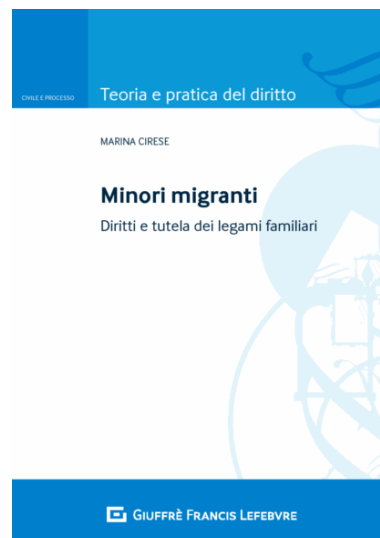 Teoria e pratica del diritto
CIVILE E PROCESSO
MARINA CIRESE
Minori migranti
Diritti e tutela dei legami familiari
GIUFFRÈ FRANCIS LEFEBVRE